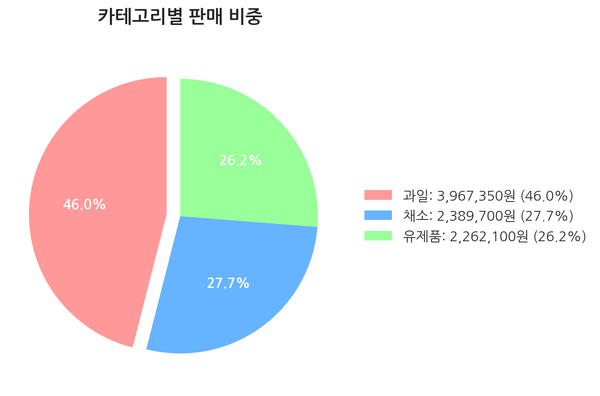 카테고리별 판매 비중
26.2%
46.0%
27.7%
과일: 3,967,350원 (46.0%)
채소: 2,389,700원 (27.7%)
유제품: 2,262,100원 (26.2%)